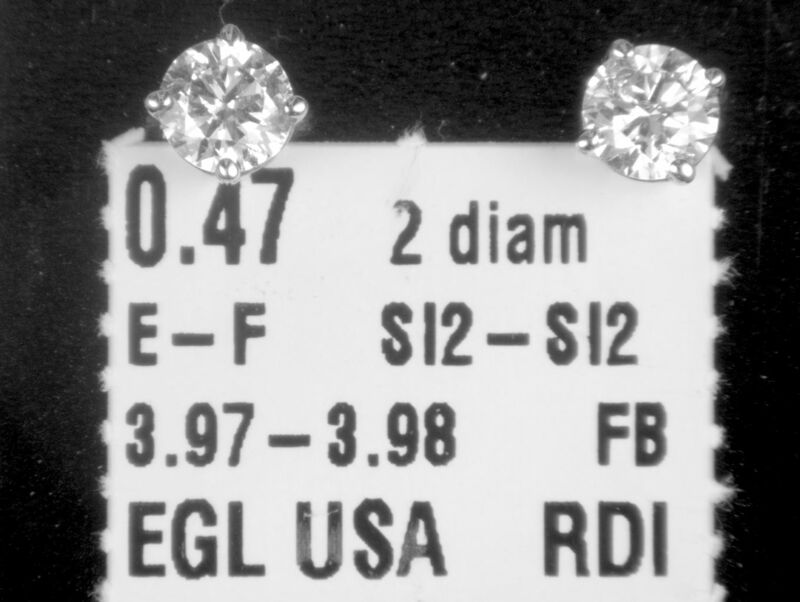 0.47 2 diam
E – F SI2 – SI2
3.97 – 3.98 FB
EGL USA RDI